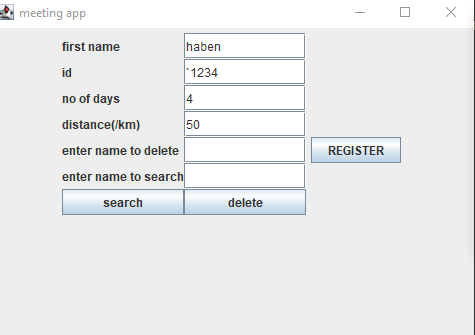 meeting app
first name haben
id `1234
no of days 4
distance(/km) 50
enter name to delete REGISTER
enter name to search
search delete